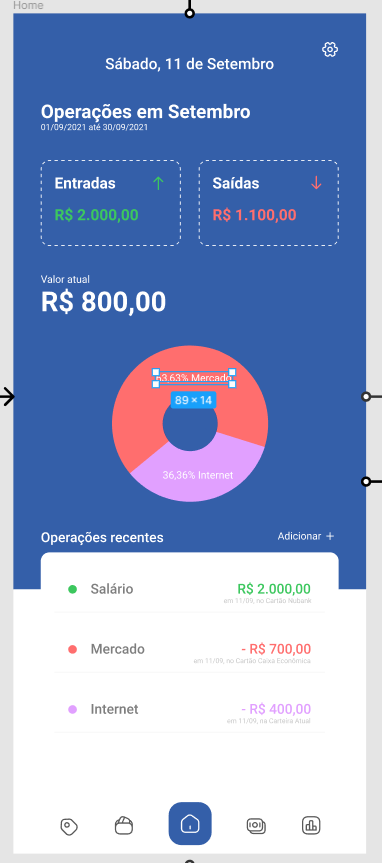 Home
Sábado, 11 de Setembro
Operações em Setembro
01/09/2021 até 30/09/2021
Entradas
R$ 2.000,00
Saídas
R$ 1.100,00
Valor atual
R$ 800,00
63,63% Mercado
89 × 14
36,36% Internet
Operações recentes
Adicionar +
Salário
R$ 2.000,00
em 11/09, no Cartão Nubank
Mercado
- R$ 700,00
em 11/09, no Cartão Caixa Econômica
Internet
- R$ 400,00
em 11/09, na Carteira Atual